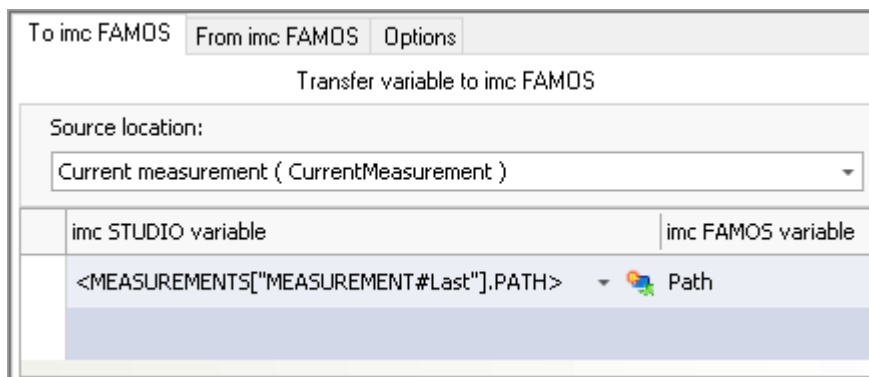 To imc FAMOS From imc FAMOS Options
Transfer variable to imc FAMOS
Source location:
Current measurement ( CurrentMeasurement )
imc STUDIO variable imc FAMOS variable
<MEASUREMENTS["MEASUREMENT#Last"].PATH> Path